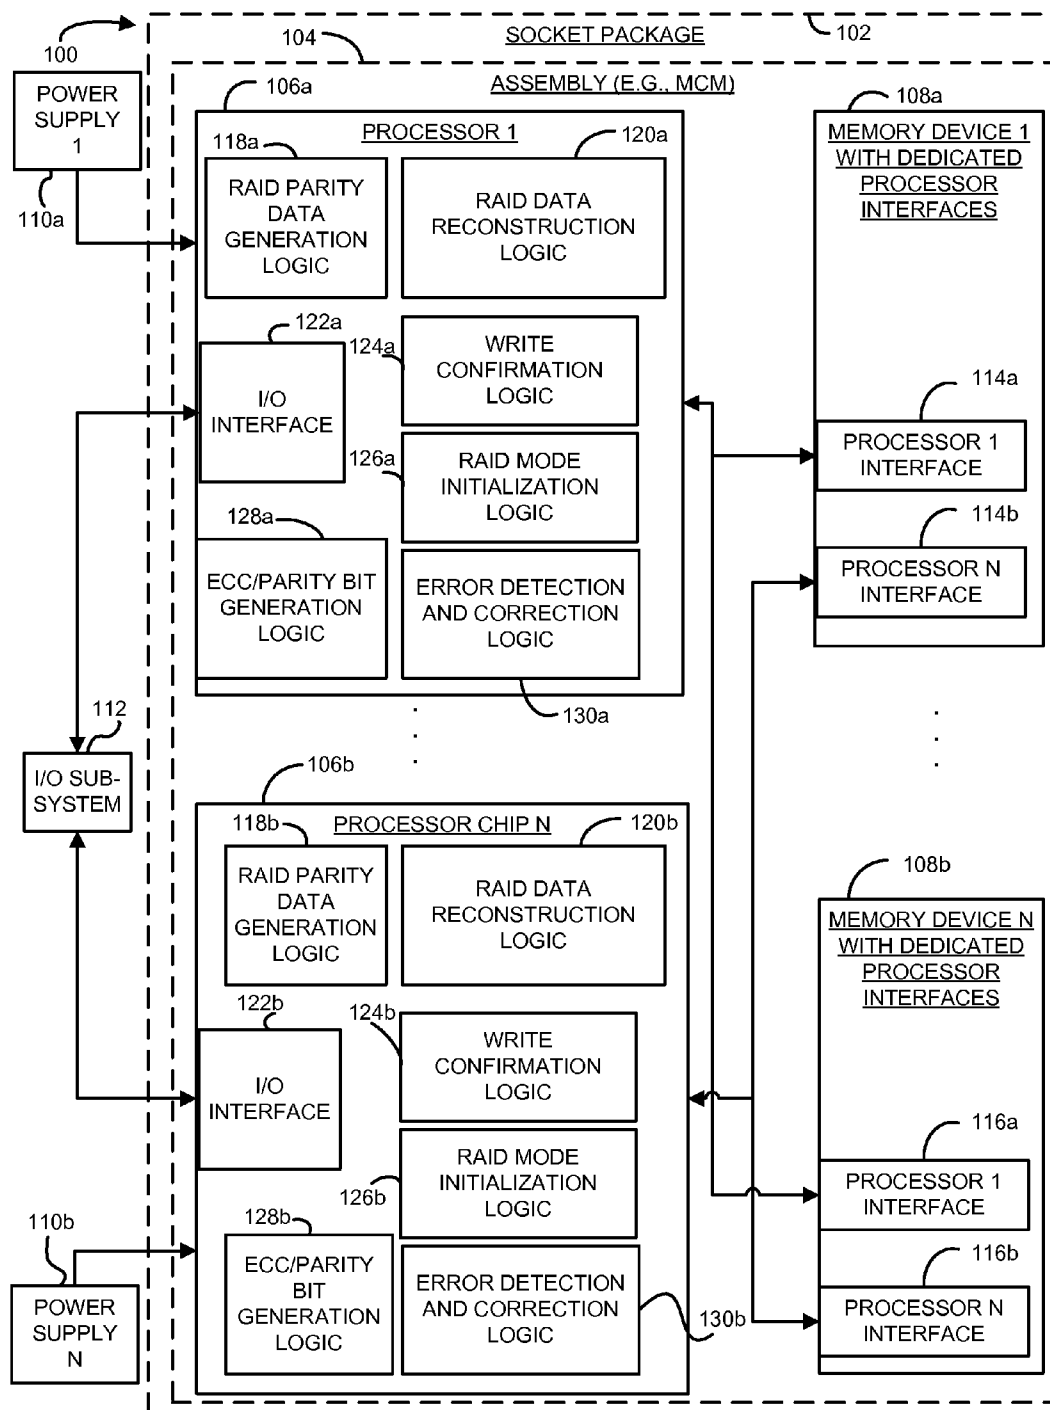 100
102
SOCKET PACKAGE
104
ASSEMBLY (E.G., MCM)
POWER
SUPPLY
1
110a
106a
PROCESSOR 1
118a
RAID PARITY
DATA
GENERATION
LOGIC
120a
RAID DATA
RECONSTRUCTION
LOGIC
122a
I/O
INTERFACE
124a
WRITE
CONFIRMATION
LOGIC
126a
RAID MODE
INITIALIZATION
LOGIC
128a
ECC/PARITY BIT
GENERATION
LOGIC
ERROR DETECTION
AND CORRECTION
LOGIC
130a
108a
MEMORY DEVICE 1
WITH DEDICATED
PROCESSOR
INTERFACES
114a
PROCESSOR 1
INTERFACE
114b
PROCESSOR N
INTERFACE
112
I/O SUB-
SYSTEM
106b
PROCESSOR CHIP N
118b
RAID PARITY
DATA
GENERATION
LOGIC
120b
RAID DATA
RECONSTRUCTION
LOGIC
122b
I/O
INTERFACE
124b
WRITE
CONFIRMATION
LOGIC
126b
RAID MODE
INITIALIZATION
LOGIC
128b
ECC/PARITY
BIT
GENERATION
LOGIC
ERROR DETECTION
AND CORRECTION
LOGIC
130b
108b
MEMORY DEVICE N
WITH DEDICATED
PROCESSOR
INTERFACES
116a
PROCESSOR 1
INTERFACE
116b
PROCESSOR N
INTERFACE
110b
POWER
SUPPLY
N